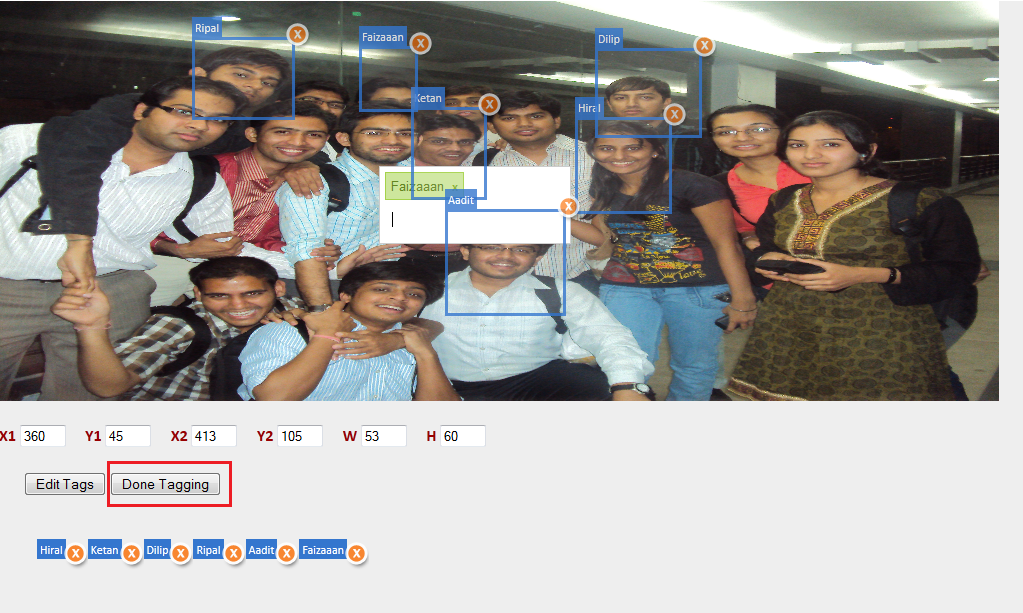 Ripal X
Faizaaan X
Dilip X
Ketan X
Hiral X
Faizaaan x
Aadit X
X1 360 Y1 45 X2 413 Y2 105 W 53 H 60
Edit Tags Done Tagging
Hiral X Ketan X Dilip X Ripal X Aadit X Faizaaan X